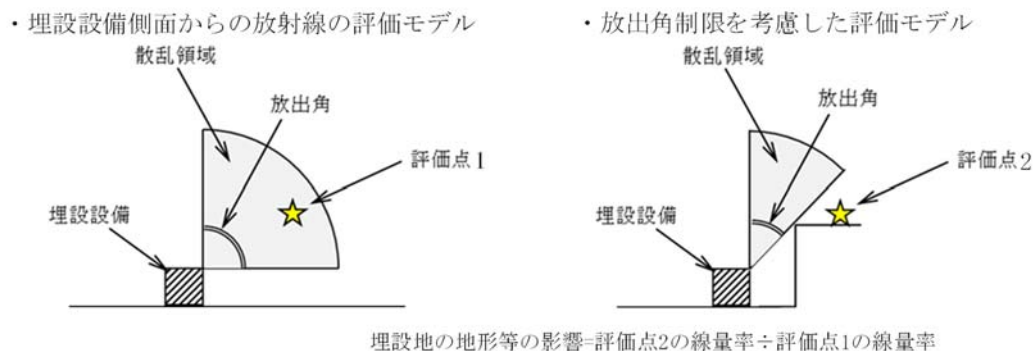 ・埋設設備側面からの放射線の評価モデル
散乱領域
放出角
評価点1
埋設設備
・放出角制限を考慮した評価モデル
散乱領域
放出角
評価点2
埋設設備
埋設地の地形等の影響=評価点2の線量率÷評価点1の線量率